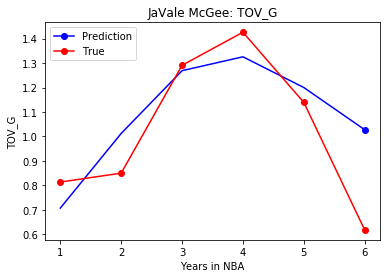 JaVale McGee: TOV_G
Prediction
True
TOV_G
1.4
1.3
1.2
1.1
1.0
0.9
0.8
0.7
0.6
1 2 3 4 5 6
Years in NBA